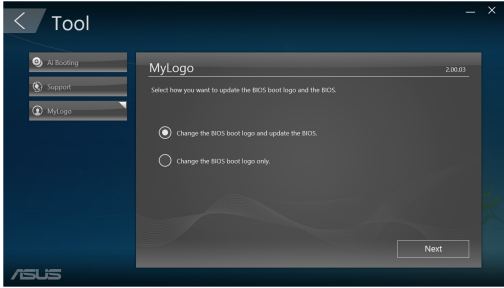 Tool
Ai Booting
Support
MyLogo
MyLogo
2.00.03
Select how you want to update the BIOS boot logo and the BIOS.
Change the BIOS boot logo and update the BIOS.
Change the BIOS boot logo only.
Next
ASUS